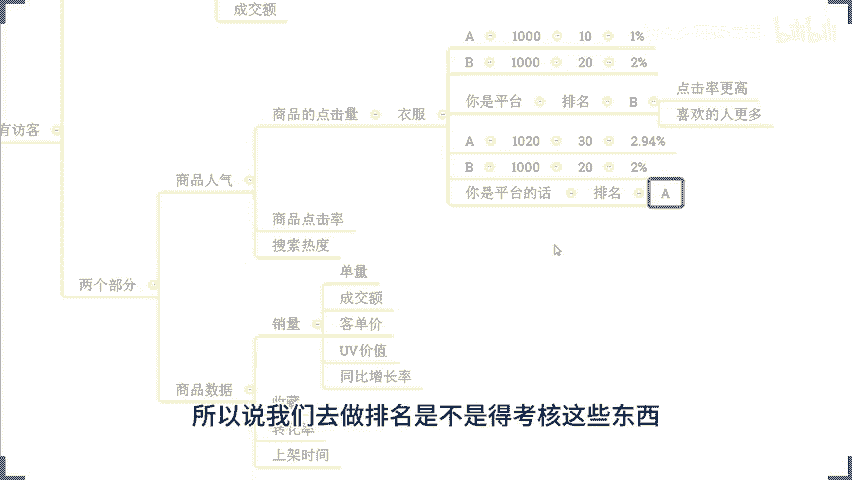 成交额
A 1000 10 1%
B 1000 20 2%
有访客
商品的点击量 衣服
你是平台 排名 B
点击率更高
喜欢的人更多
A 1020 30 2.94%
B 1000 20 2%
你是平台的话 排名 A
商品人气
商品点击率
搜索热度
两个部分
单量
成交额
销量
客单价
UV价值
同比增长率
商品数据
收藏
所以说我们去做排名是不是得考核这些东西
转化率
上架时间
bilibili